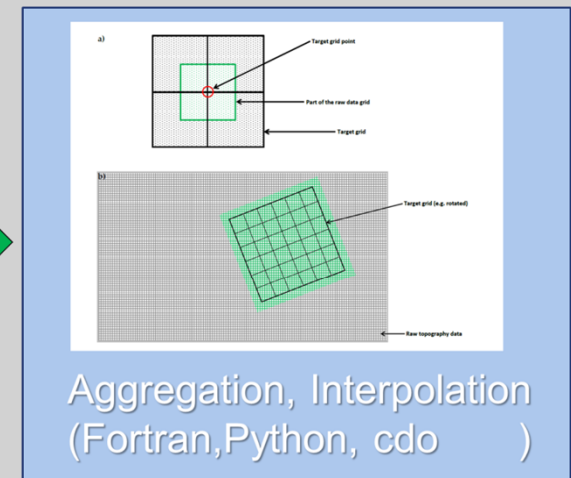 a)
Target grid point
Part of the raw data grid
Target grid
b)
Target grid (e.g. rotated)
Raw topography data
Aggregation, Interpolation
(Fortran,Python, cdo )